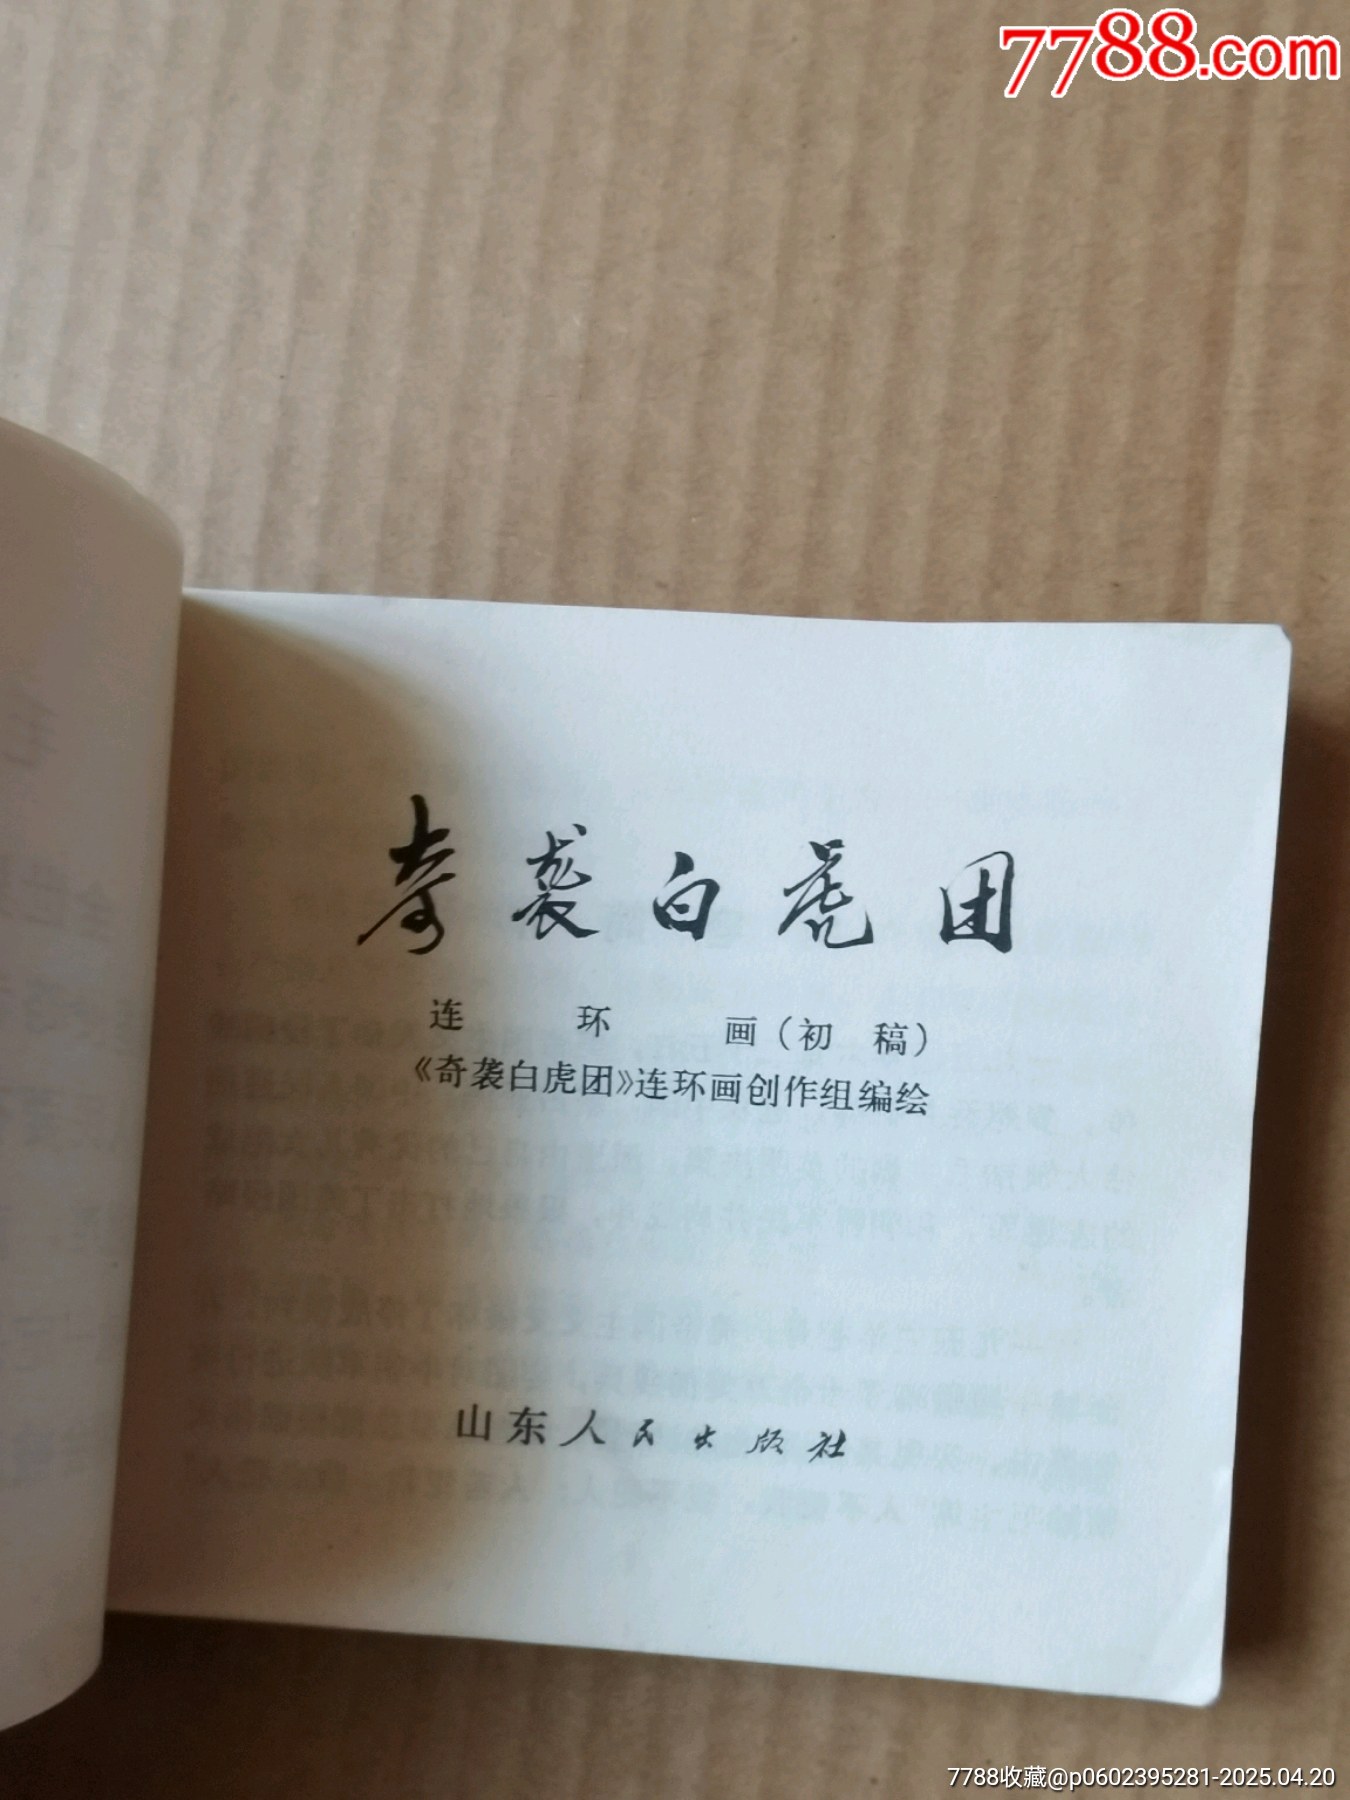 7788.com
奇袭白虎团
连环画（初稿）
《奇袭白虎团》连环画创作组编绘
山东人民出版社
7788收藏@p0602395281-2025.04.20